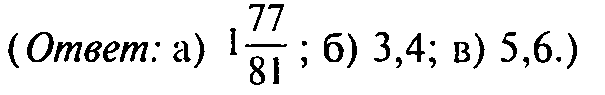 (Ответ: а) 1 77/81 ; б) 3,4; в) 5,6.)